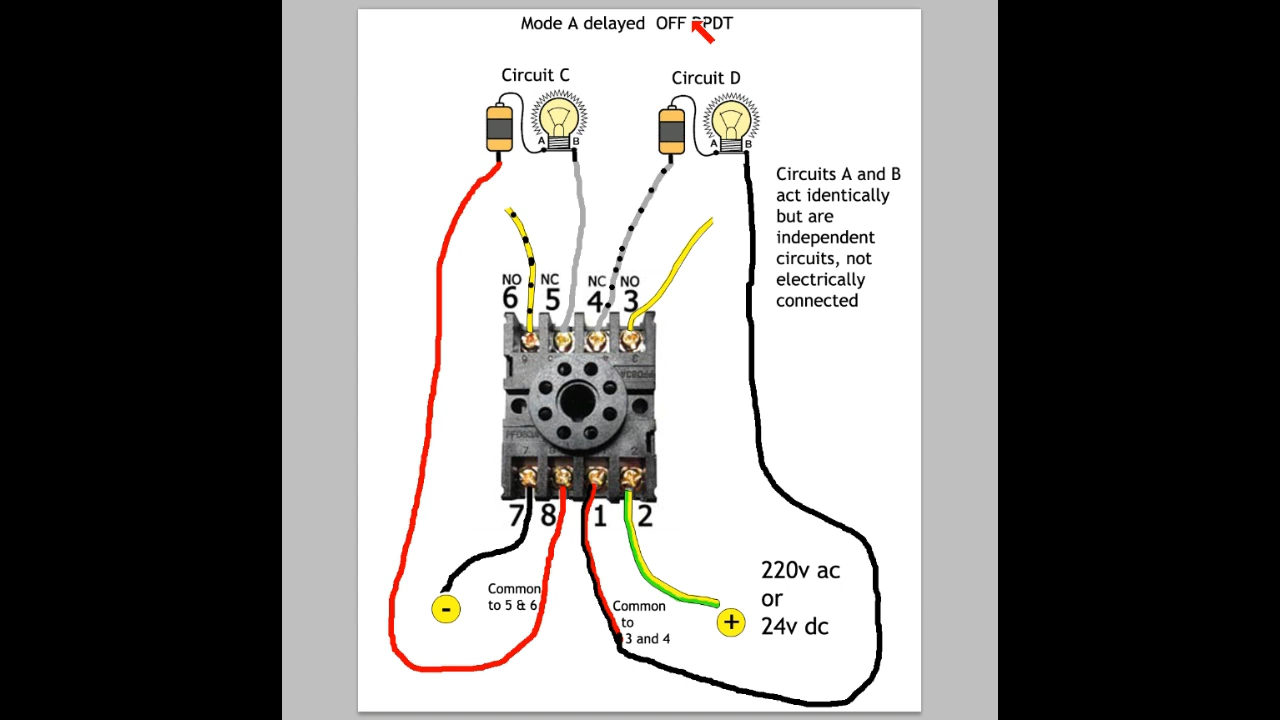 Mode A delayed OFF DPDT
Circuit C
Circuit D
A B
A B
Circuits A and B
act identically
but are
independent
circuits, not
electrically
connected
NO NC NC NO
6 5 4 3
7 8 1 2
Common
to 5 & 6
Common
to
3 and 4
-
+
220v ac
or
24v dc